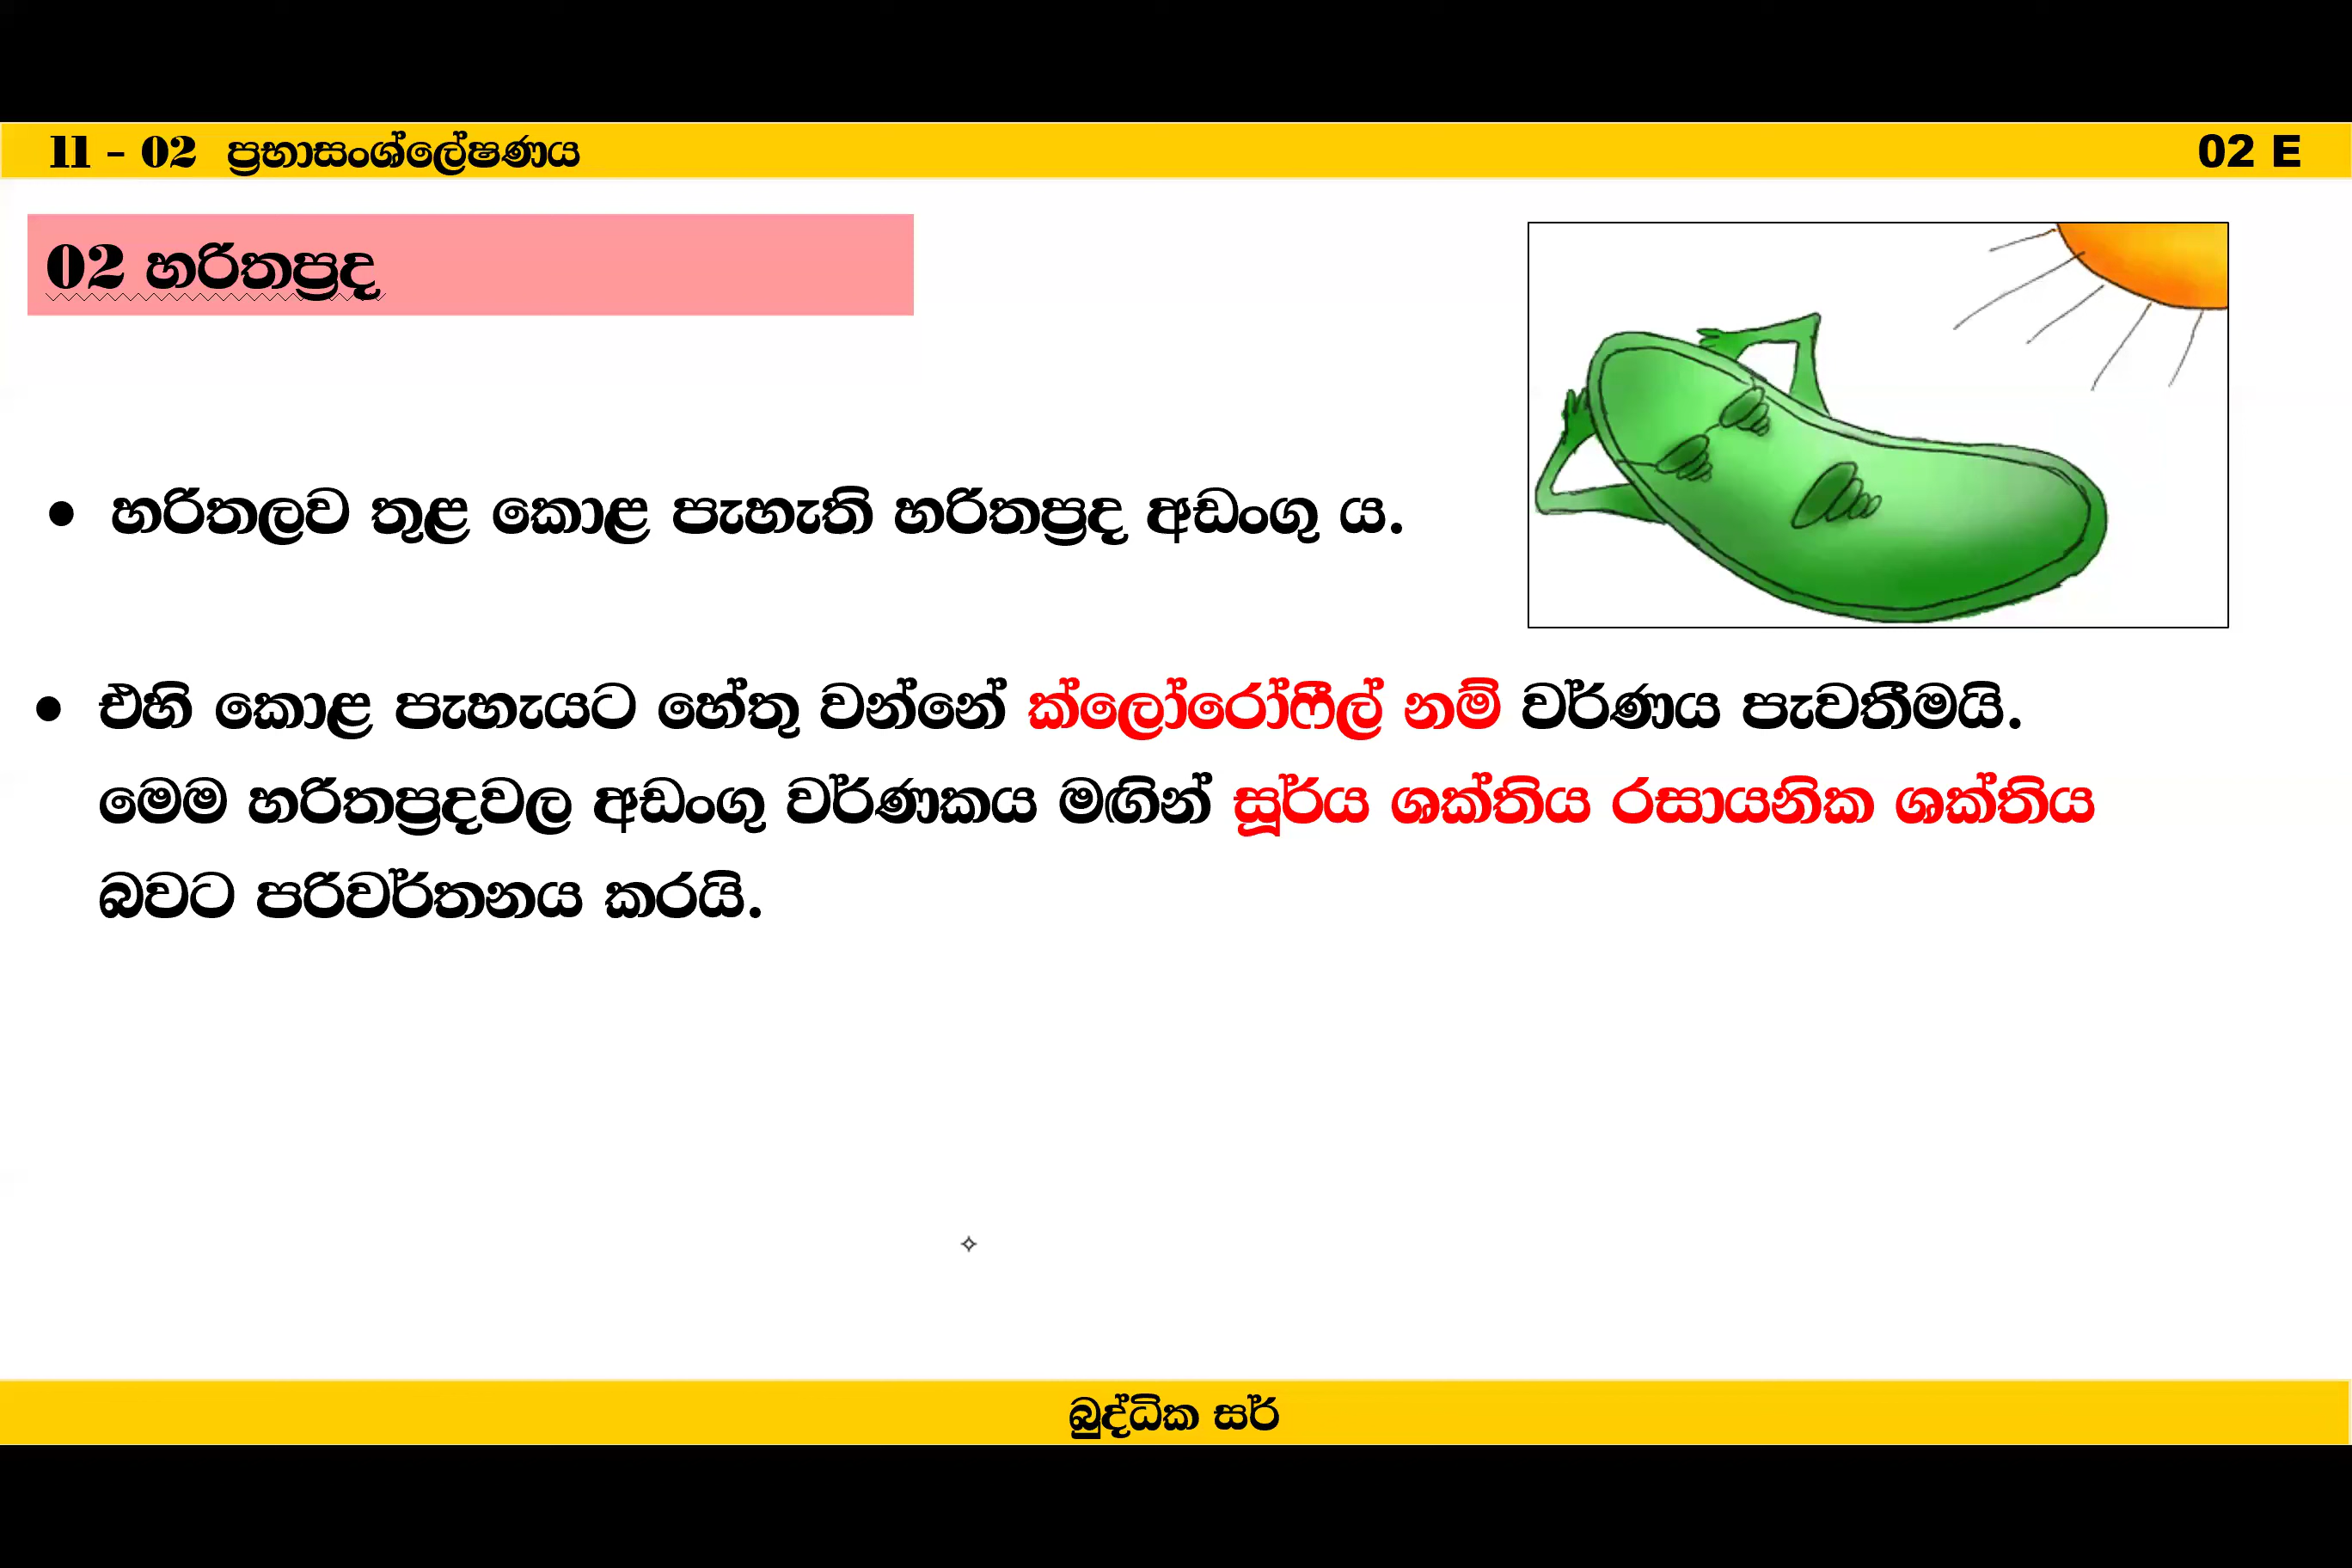 11 - 02 ප්‍රභාසංශ්ලේෂණය
02 E
02 හරිතප්‍රද
• හරිතලව තුළ කොළ පැහැති හරිතප්‍රද අඩංගු ය.
• එහි කොළ පැහැයට හේතු වන්නේ ක්ලෝරෝෆීල් නම් වර්ණය පැවතීමයි.
මෙම හරිතප්‍රදවල අඩංගු වර්ණකය මඟින් සූර්ය ශක්තිය රසායනික ශක්තිය
බවට පරිවර්තනය කරයි.
බුද්ධික සර්